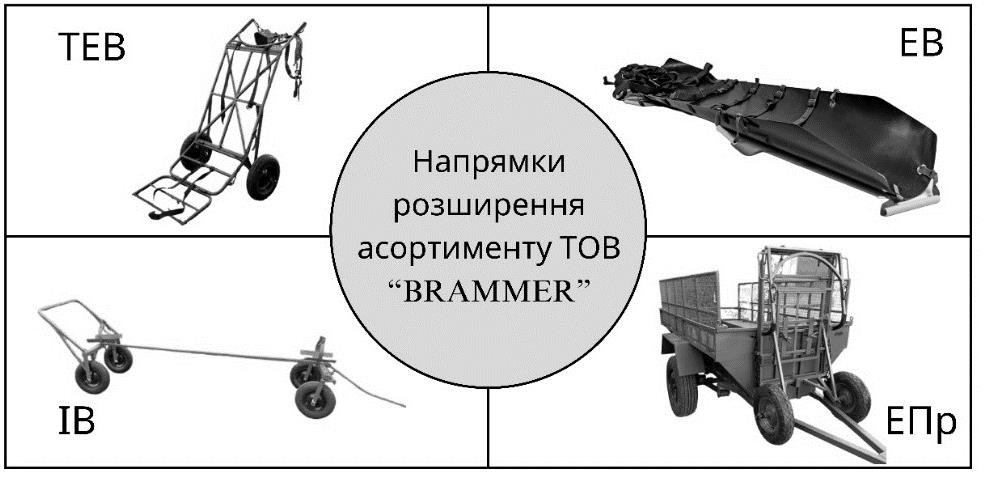 ТЕВ
ЕВ
Напрямки
розширення
асортименту ТОВ
“BRAMMER”
ІВ
ЕПр